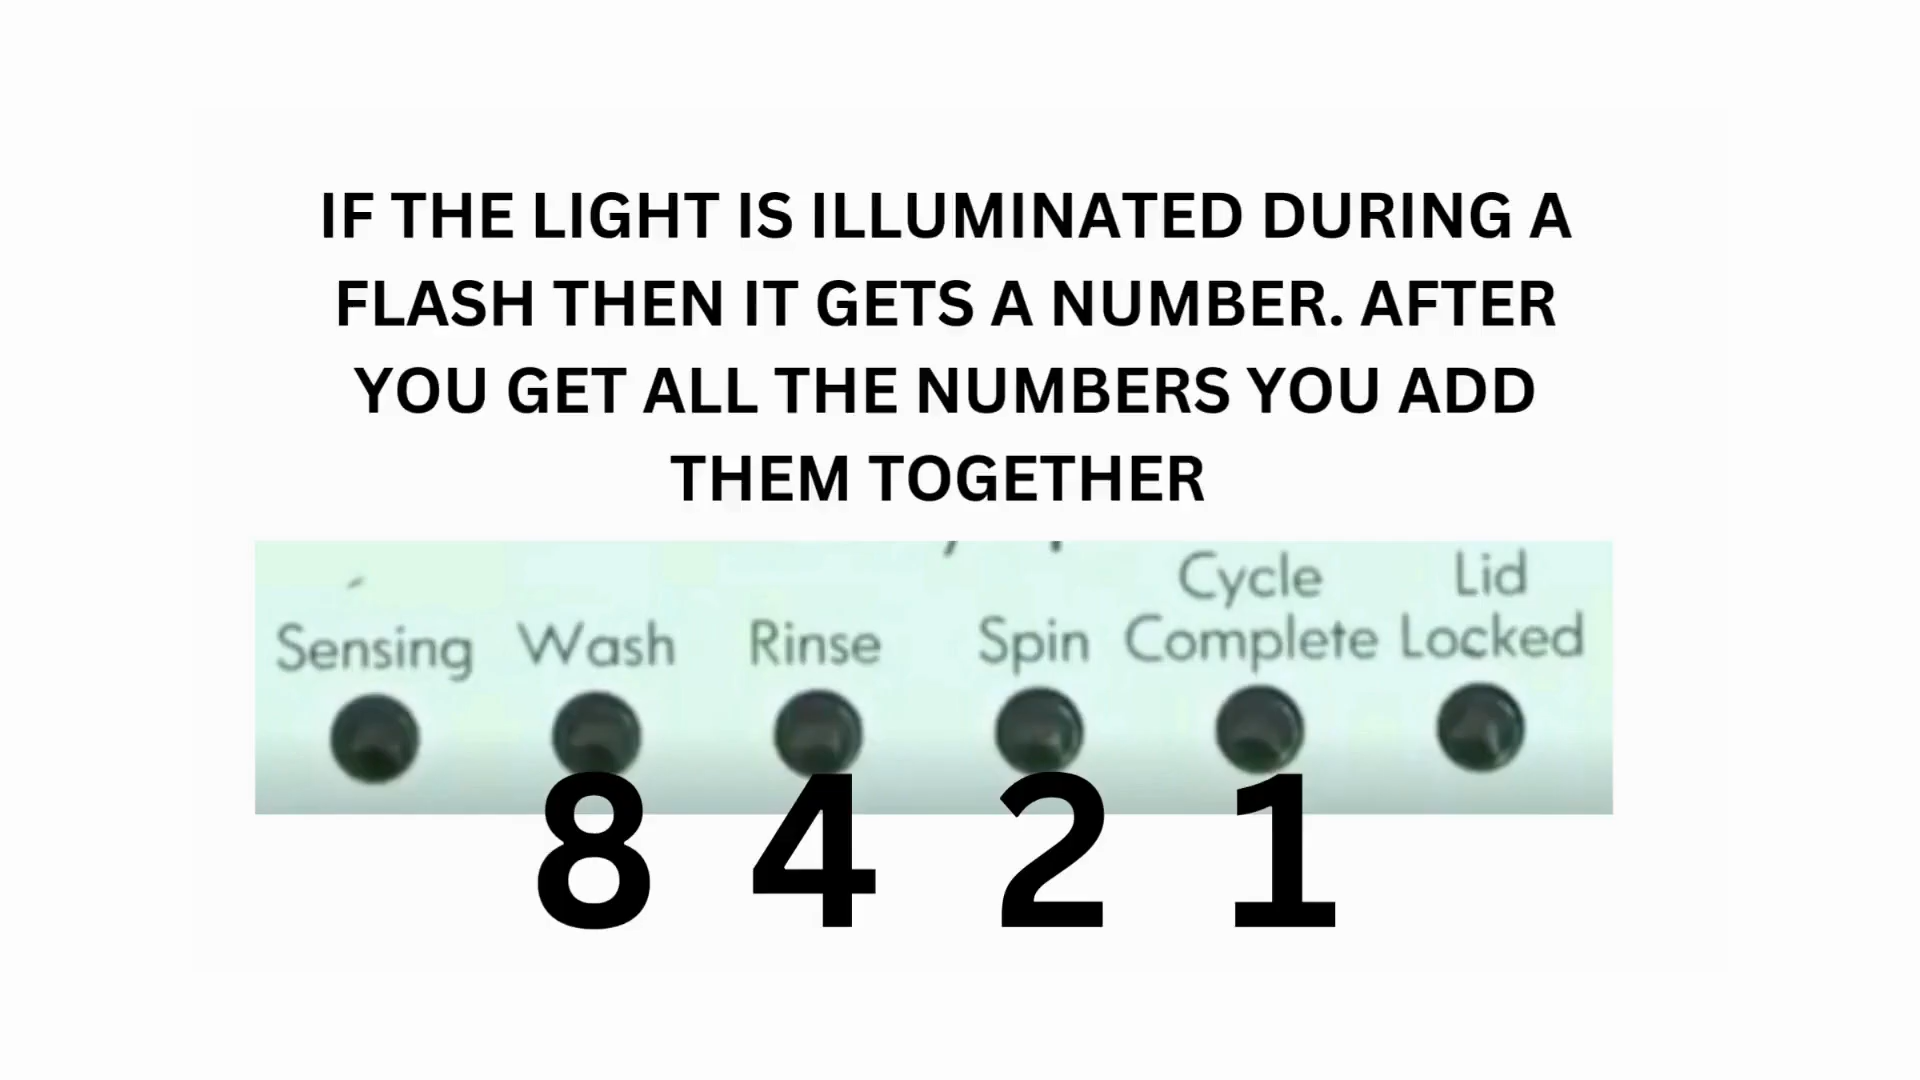 IF THE LIGHT IS ILLUMINATED DURING A
FLASH THEN IT GETS A NUMBER. AFTER
YOU GET ALL THE NUMBERS YOU ADD
THEM TOGETHER
Sensing Wash Rinse Spin Cycle Complete Lid Locked
8 4 2 1